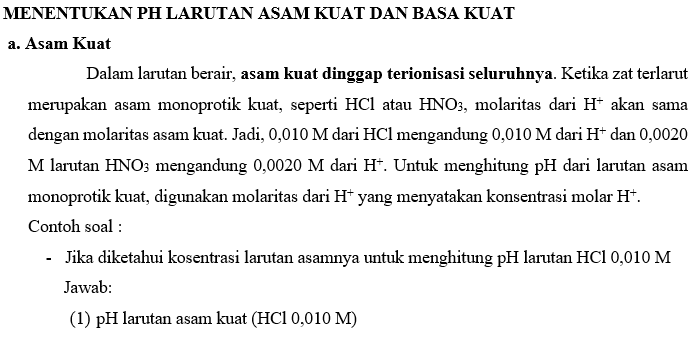 MENENTUKAN PH LARUTAN ASAM KUAT DAN BASA KUAT
a. Asam Kuat
Dalam larutan berair, asam kuat dinggap terionisasi seluruhnya. Ketika zat terlarut
merupakan asam monoprotik kuat, seperti HCl atau HNO₃, molaritas dari H⁺ akan sama
dengan molaritas asam kuat. Jadi, 0,010 M dari HCl mengandung 0,010 M dari H⁺ dan 0,0020
M larutan HNO₃ mengandung 0,0020 M dari H⁺. Untuk menghitung pH dari larutan asam
monoprotik kuat, digunakan molaritas dari H⁺ yang menyatakan konsentrasi molar H⁺.
Contoh soal :
- Jika diketahui kosentrasi larutan asamnya untuk menghitung pH larutan HCl 0,010 M
Jawab:
(1) pH larutan asam kuat (HCl 0,010 M)